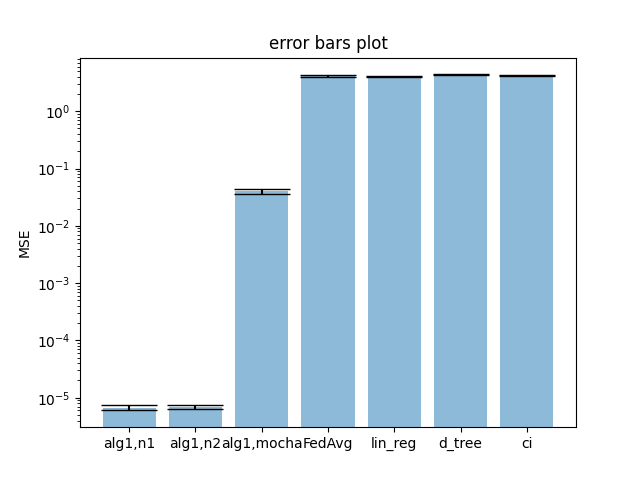 error bars plot
MSE
10⁰
10⁻¹
10⁻²
10⁻³
10⁻⁴
10⁻⁵
alg1,n1 alg1,n2 alg1,mocha FedAvg lin_reg d_tree ci